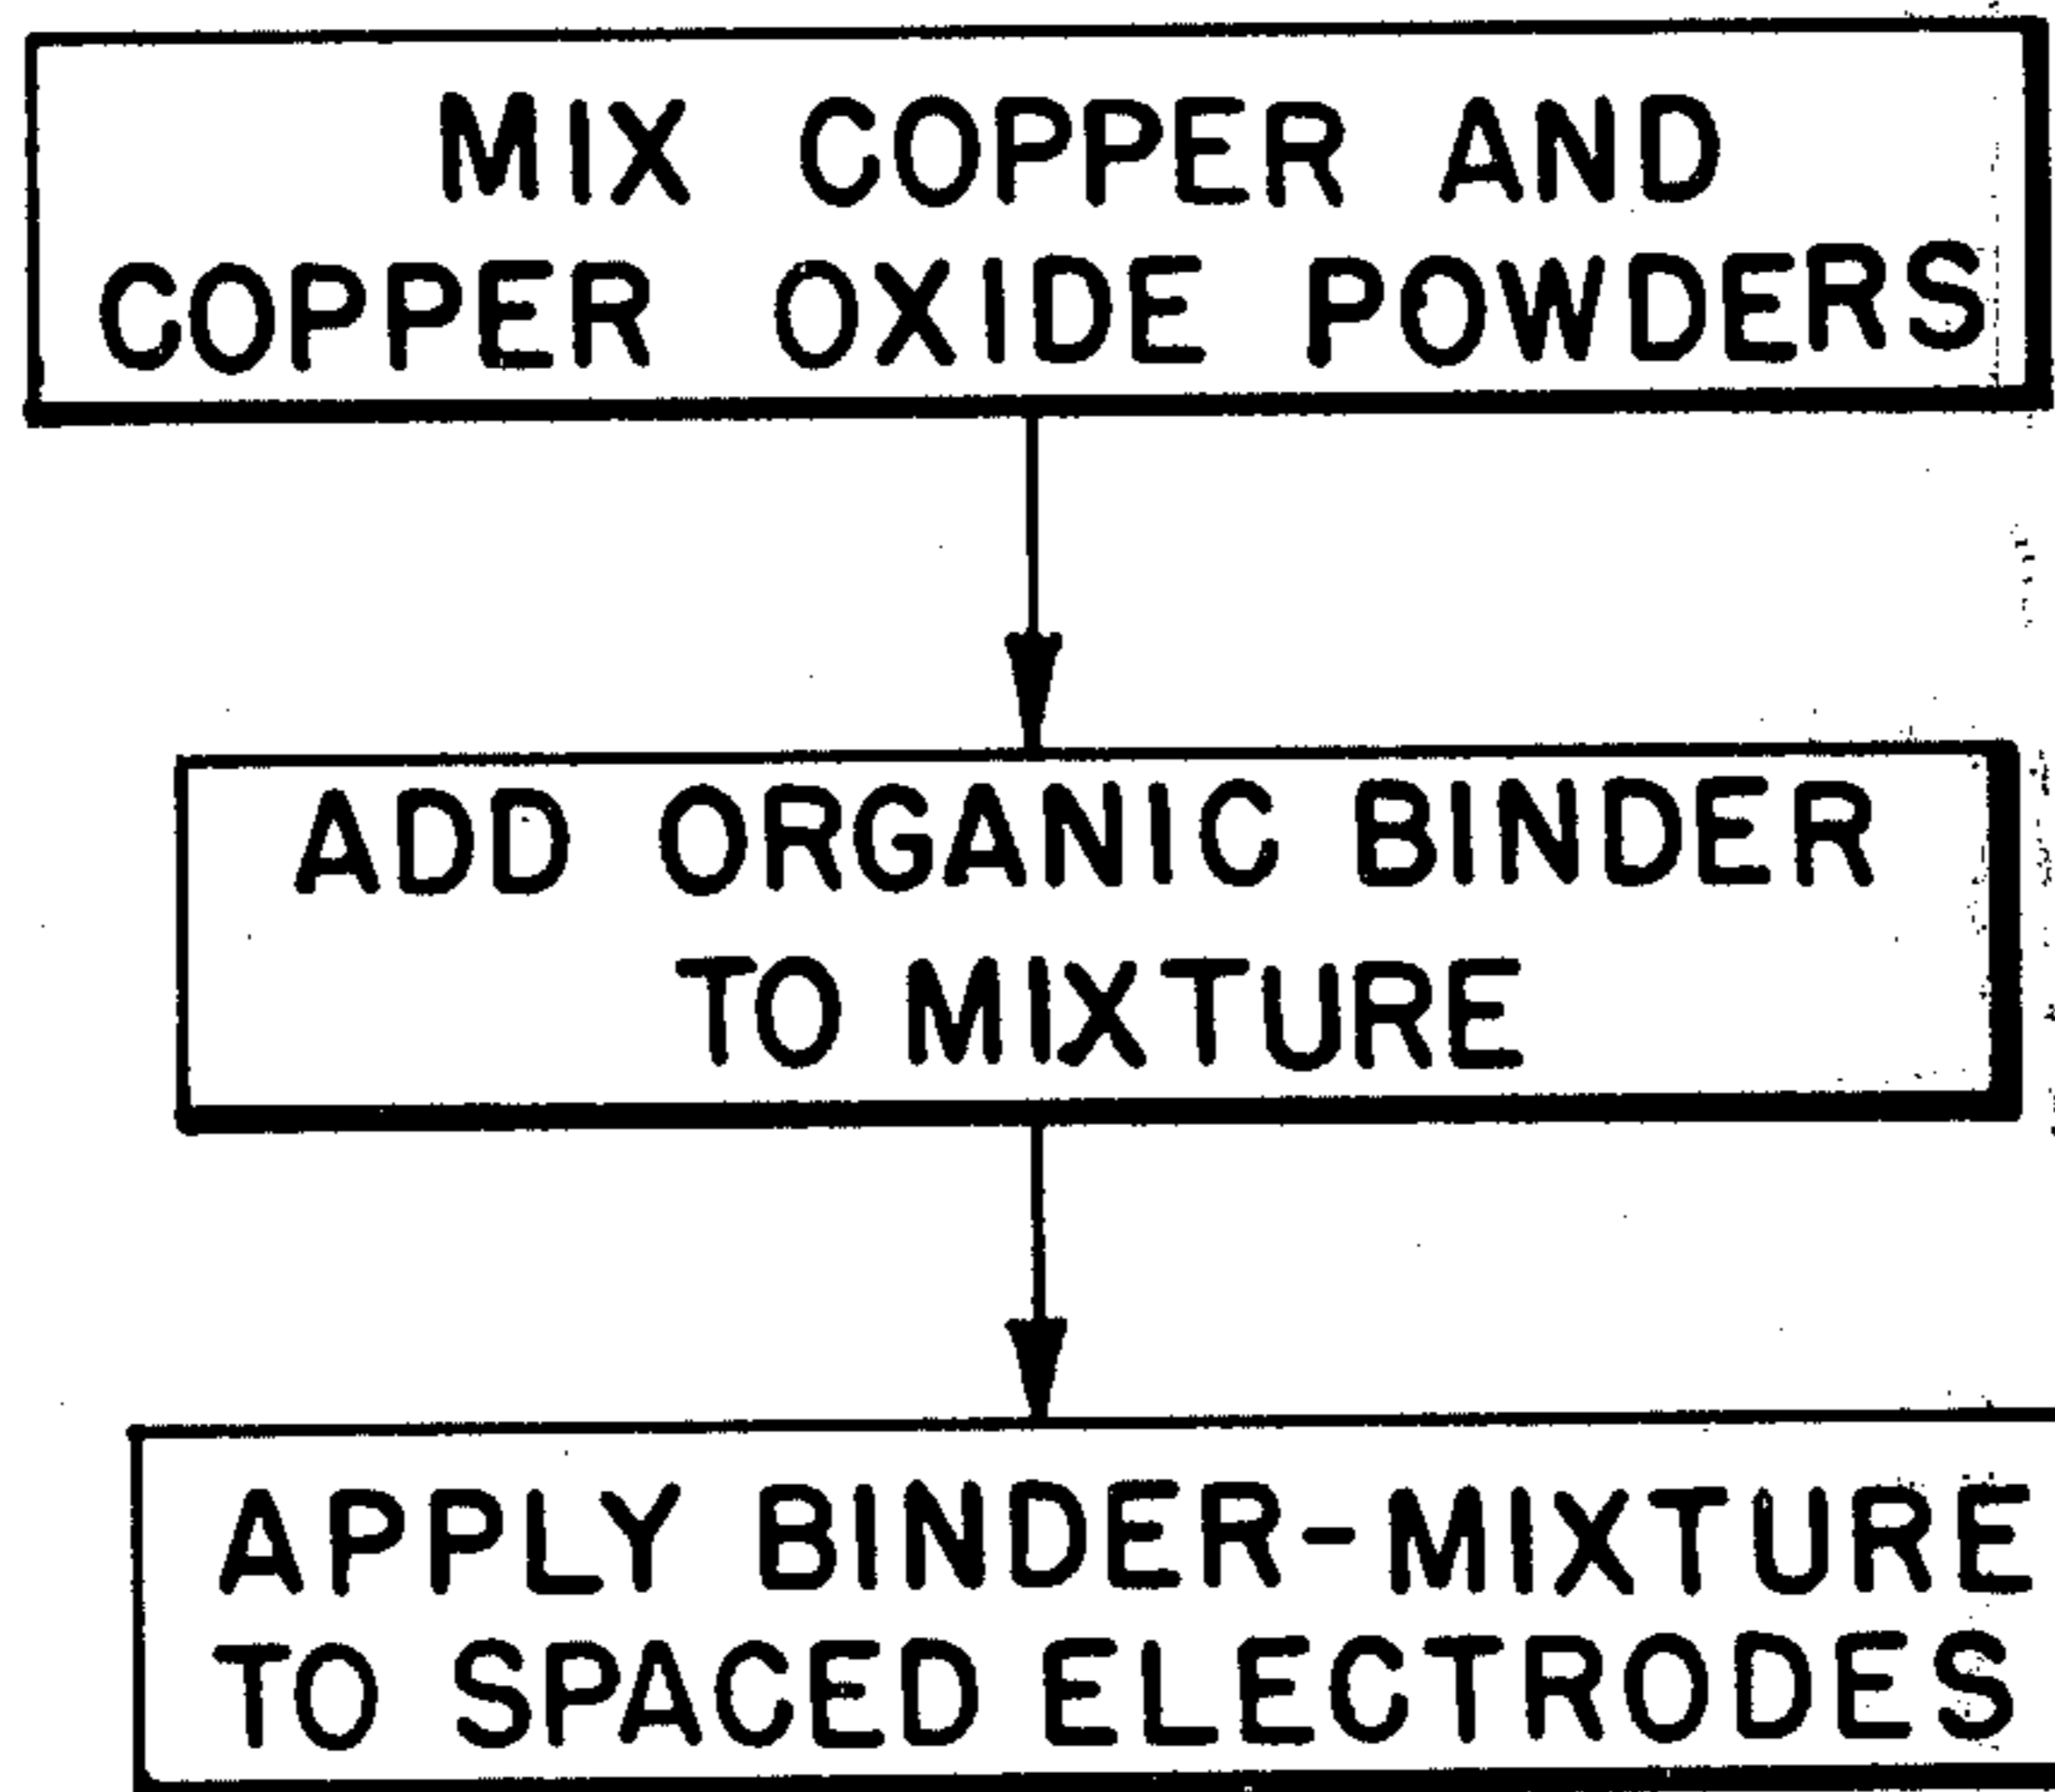 MIX COPPER AND
COPPER OXIDE POWDERS
ADD ORGANIC BINDER
TO MIXTURE
APPLY BINDER-MIXTURE
TO SPACED ELECTRODES